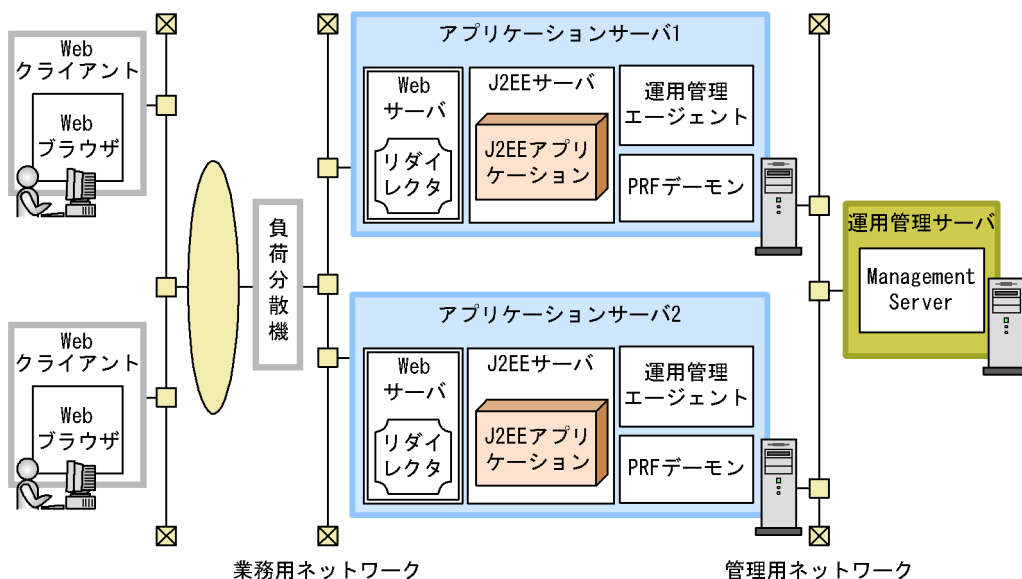 Web
クライアント
Web
ブラウザ
Web
クライアント
Web
ブラウザ
負
荷
分
散
機
アプリケーションサーバ1
Web
サーバ
リダイ
レクタ
J2EEサーバ
J2EEアプリ
ケーション
運用管理
エージェント
PRFデーモン
アプリケーションサーバ2
Web
サーバ
リダイ
レクタ
J2EEサーバ
J2EEアプリ
ケーション
運用管理
エージェント
PRFデーモン
運用管理サーバ
Management
Server
業務用ネットワーク
管理用ネットワーク